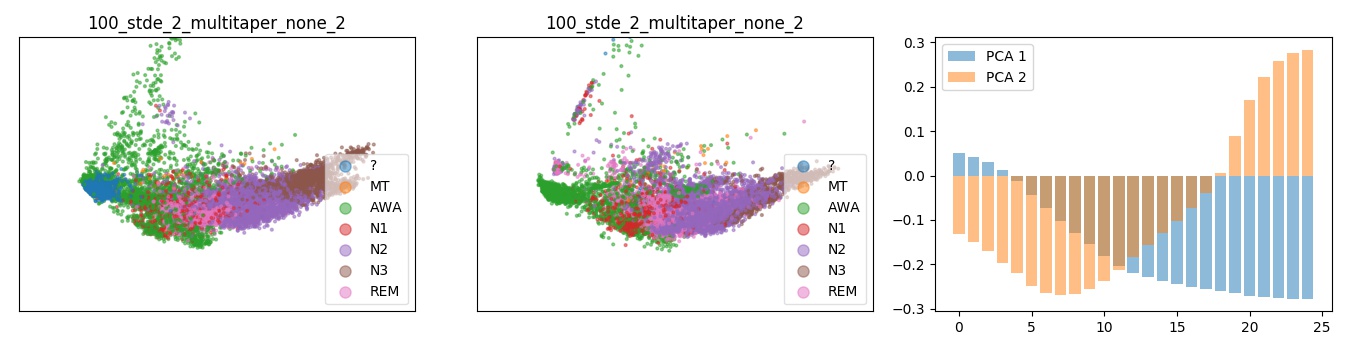 100_stde_2_multitaper_none_2
?
MT
AWA
N1
N2
N3
REM
100_stde_2_multitaper_none_2
?
MT
AWA
N1
N2
N3
REM
PCA 1
PCA 2
0.3
0.2
0.1
0.0
−0.1
−0.2
−0.3
0
5
10
15
20
25